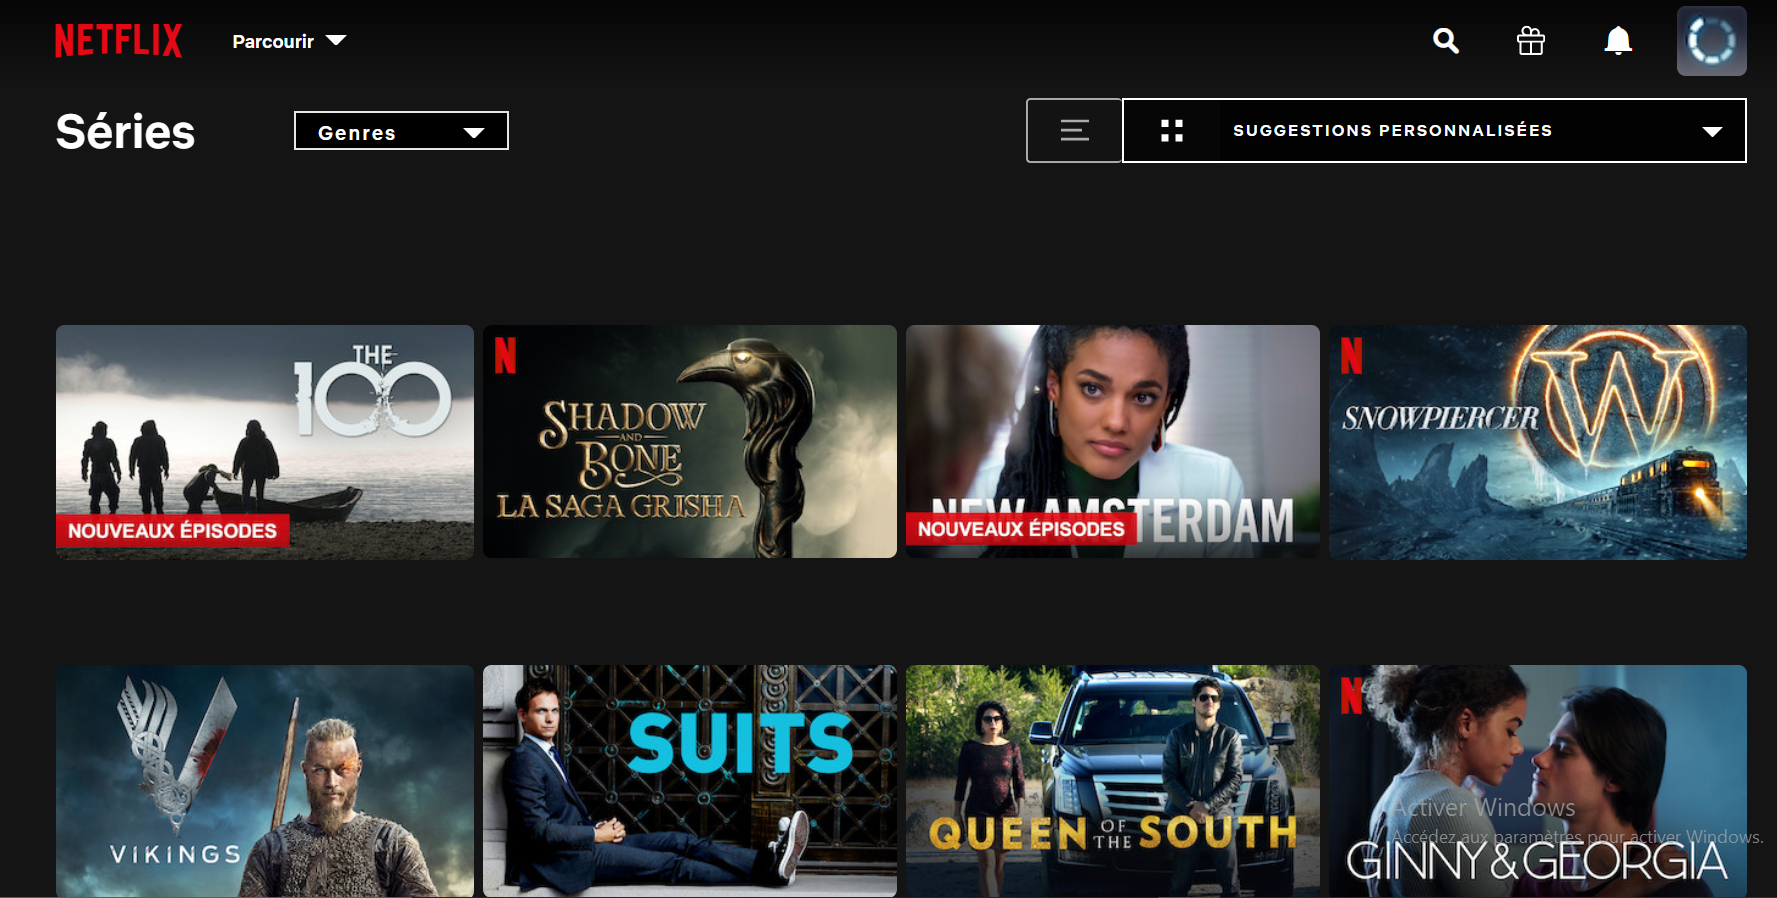 NETFLIX
Parcourir
Séries
Genres
SUGGESTIONS PERSONNALISÉES
THE
100
NOUVEAUX ÉPISODES
N
SHADOW
AND
BONE
LA SAGA GRISHA
NEW AMSTERDAM
NOUVEAUX ÉPISODES
N
SNOWPIERCER
W
VIKINGS
SUITS
QUEEN OF THE SOUTH
N
GINNY & GEORGIA
Activer Windows
Accédez aux paramètres pour activer Windows.